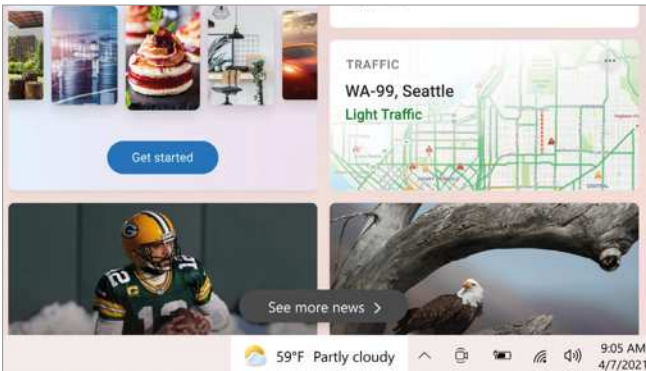 TRAFFIC
WA-99, Seattle
Light Traffic
Get started
12
See more news >
59°F Partly cloudy
9:05 AM
4/7/2021